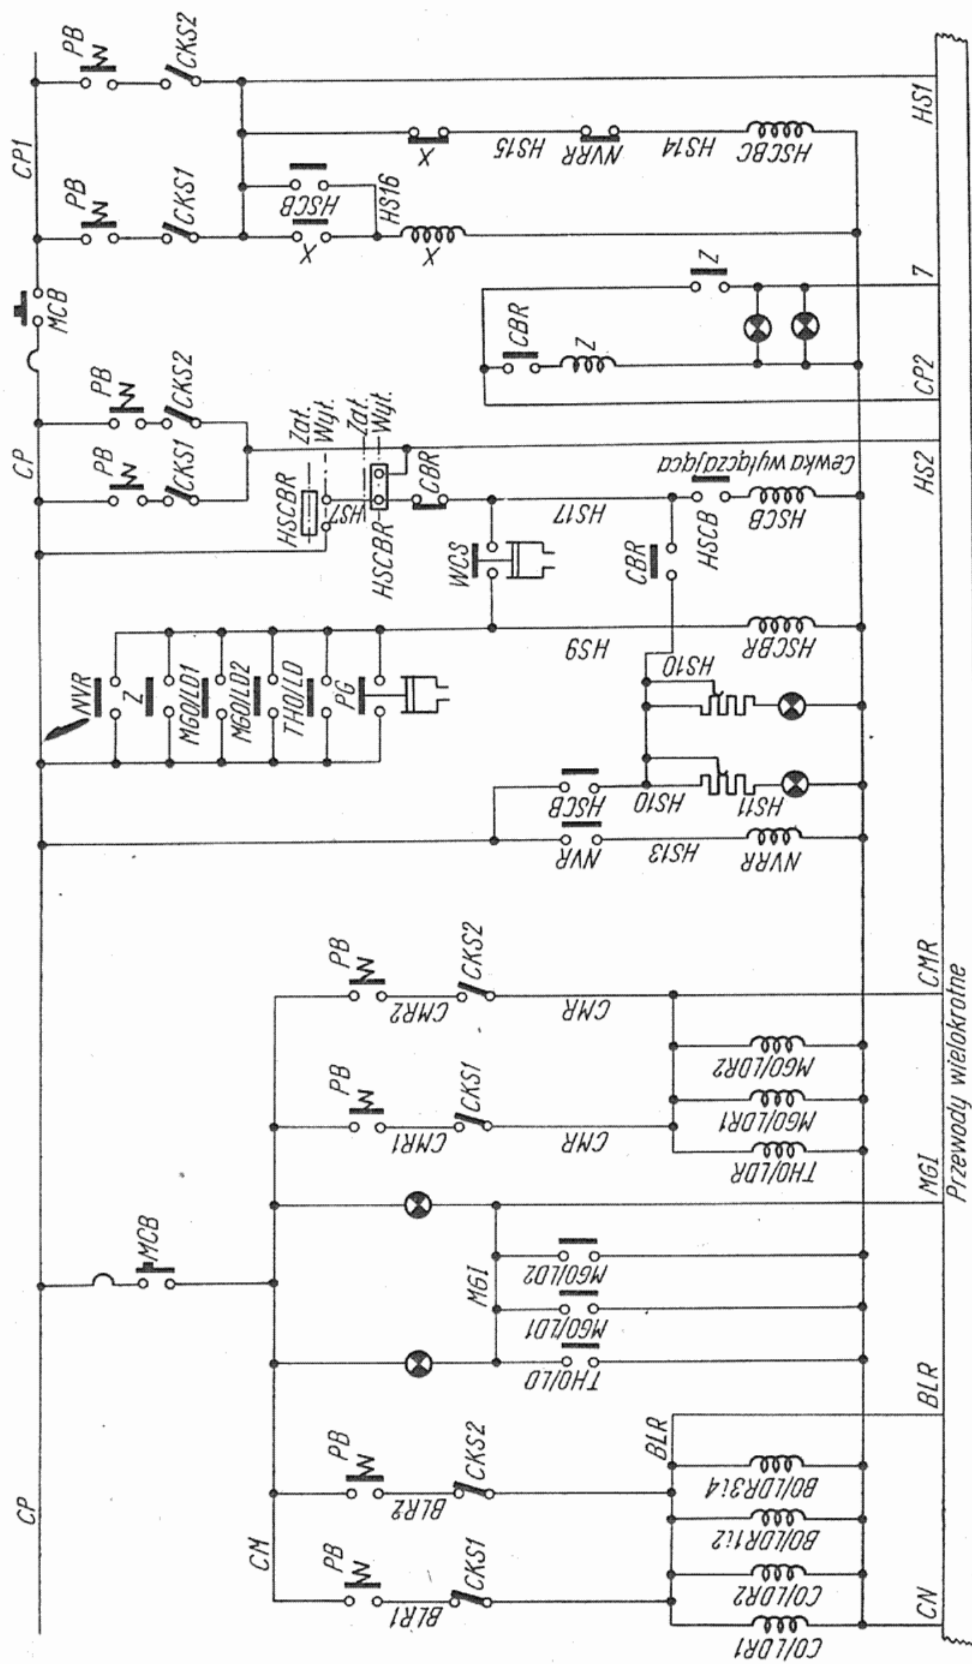 CP1
PB
CKS2
PB
CKS1
HSCB
HS16
X
X
X
HS15
NVRR
HS14
HSCBC
HS1
MCB
CP
PB
CKS2
PB
CKS1
CBR
Z
Z
7
CP2
HS2
Zał.
Wył.
Zał.
Wył.
HSCBR
HS7
HSCBR
CBR
WCS
HS17
CBR
HSCB
HSCB
Cewka wyłączająca
NVR
Z
MGO/LD1
MGO/LD2
THO/LD
PG
HS9
HSCBR
HS10
HSCB
HS10
HS11
NVR
HS13
NVRR
PB
CMR2
CKS2
CMR
PB
CMR1
CKS1
CMR
MGO/LDR2
MGO/LDR1
THO/LDR
CMR
MCB
MGI
MGO/LD2
MGO/LD1
THO/LD
MGI
CP
CM
PB
BLR2
CKS2
PB
BLR1
CKS1
BLR
BO/LDR3i4
BO/LDR1i2
CO/LDR2
CO/LDR1
BLR
CN
Przewody wielokrotne